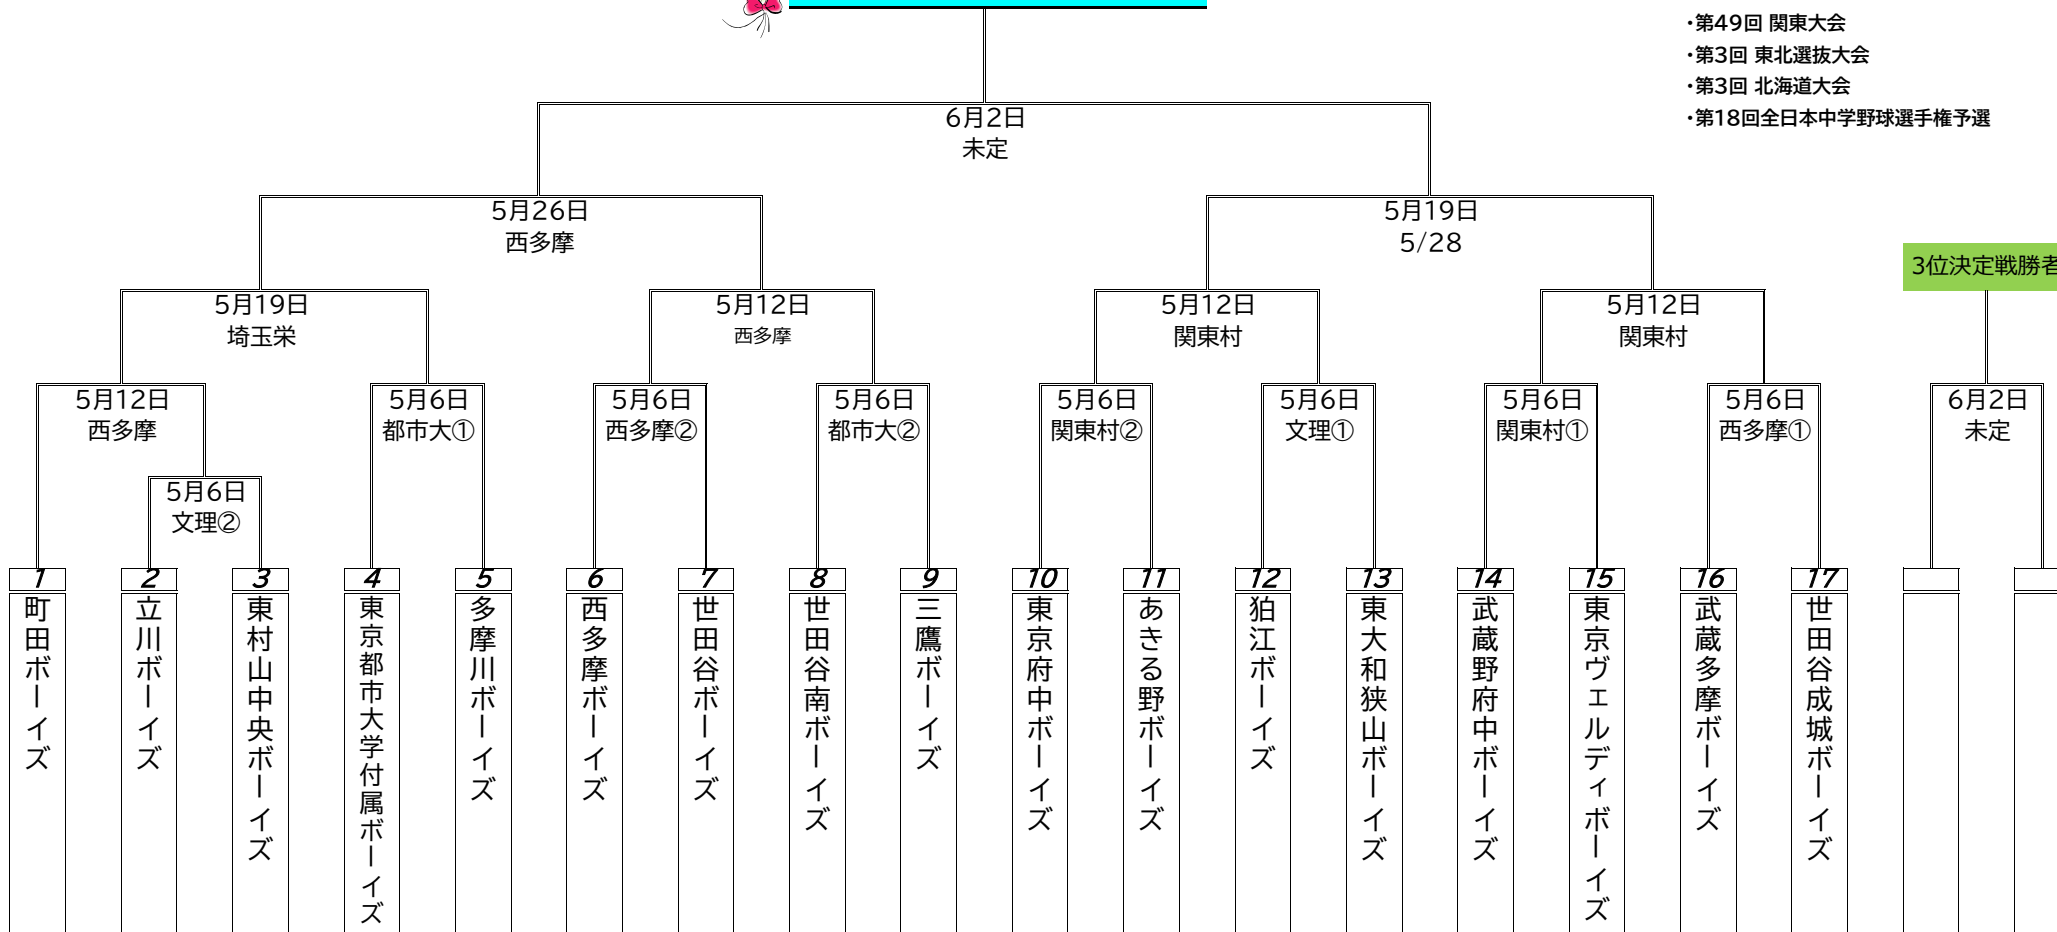 ・第49回 関東大会
・第3回 東北選抜大会
・第3回 北海道大会
・第18回全日本中学野球選手権予選
6月2日
未定
5月26日
西多摩
5月19日
5/28
3位決定戦勝者
5月19日
埼玉栄
5月12日
西多摩
5月12日
関東村
5月12日
関東村
5月12日
西多摩
5月6日
都市大①
5月6日
西多摩②
5月6日
都市大②
5月6日
関東村②
5月6日
文理①
5月6日
関東村①
5月6日
西多摩①
6月2日
未定
5月6日
文理②
1
2
3
4
5
6
7
8
9
10
11
12
13
14
15
16
17
町田ボーイズ
立川ボーイズ
東村山中央ボーイズ
東京都市大学付属ボーイズ
多摩川ボーイズ
西多摩ボーイズ
世田谷ボーイズ
世田谷南ボーイズ
三鷹ボーイズ
東京府中ボーイズ
あきる野ボーイズ
狛江ボーイズ
東大和狭山ボーイズ
武蔵野府中ボーイズ
東京ヴェルディボーイズ
武蔵多摩ボーイズ
世田谷成城ボーイズ